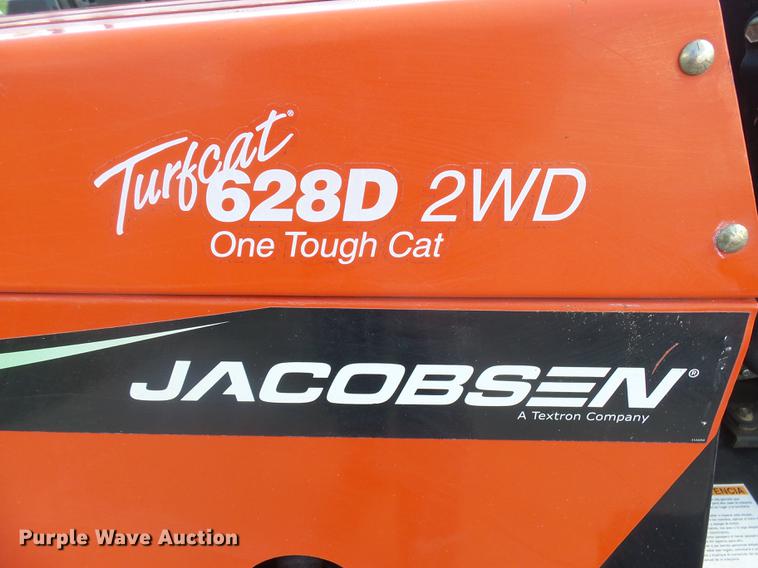 Turfcat®
628D 2WD
One Tough Cat
JACOBSEN®
A Textron Company
Purple Wave Auction